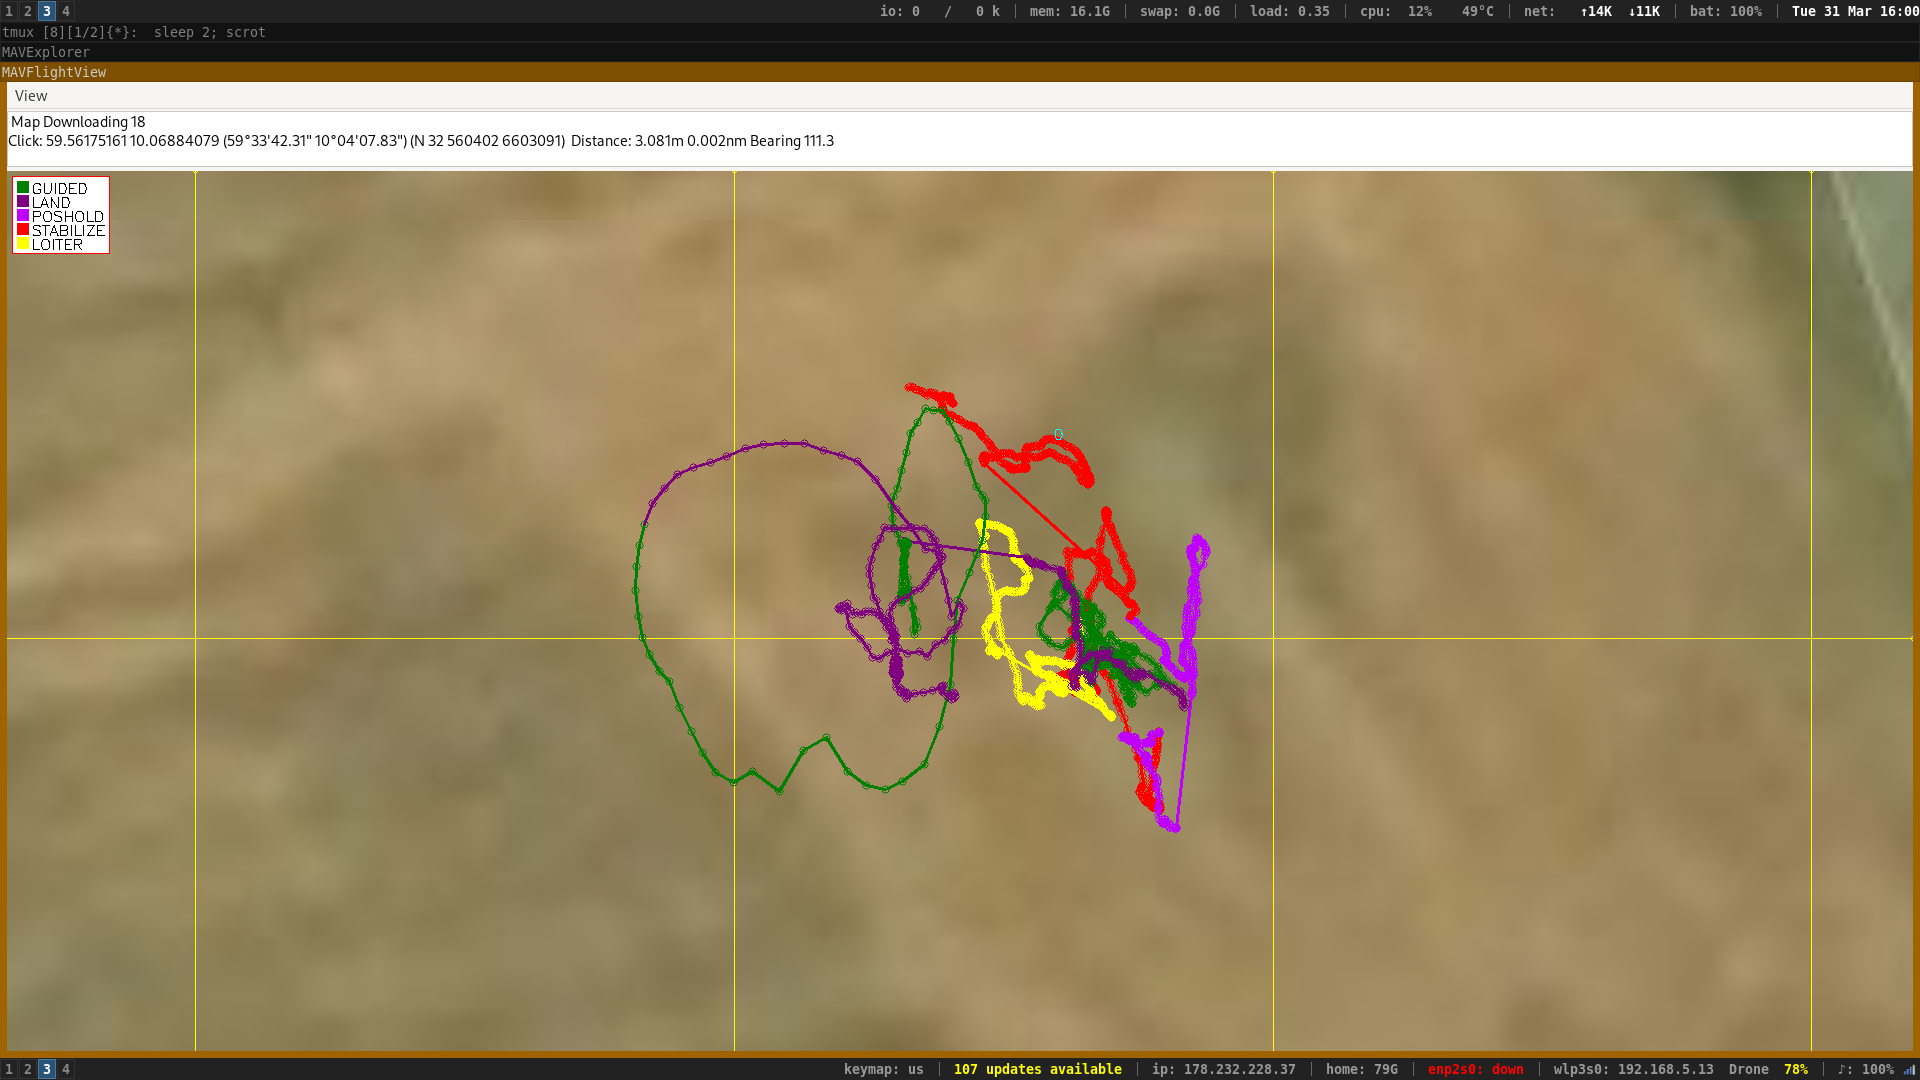 1 2 3 4 io: 0 / 0 k mem: 16.1G swap: 0.0G load: 0.35 cpu: 12% 49°C net: ↑14K ↓11K bat: 100% Tue 31 Mar 16:00
tmux [8][1/2]{*}: sleep 2; scrot
MAVExplorer
MAVFlightView
View
Map Downloading 18
Click: 59.56175161 10.06884079 (59°33'42.31" 10°04'07.83") (N 32 560402 6603091) Distance: 3.081m 0.002nm Bearing 111.3
GUIDED
LAND
POSHOLD
STABILIZE
LOITER
1 2 3 4 keymap: us 107 updates available ip: 178.232.228.37 home: 79G enp2s0: down wlp3s0: 192.168.5.13 Drone 78% ♪: 100%